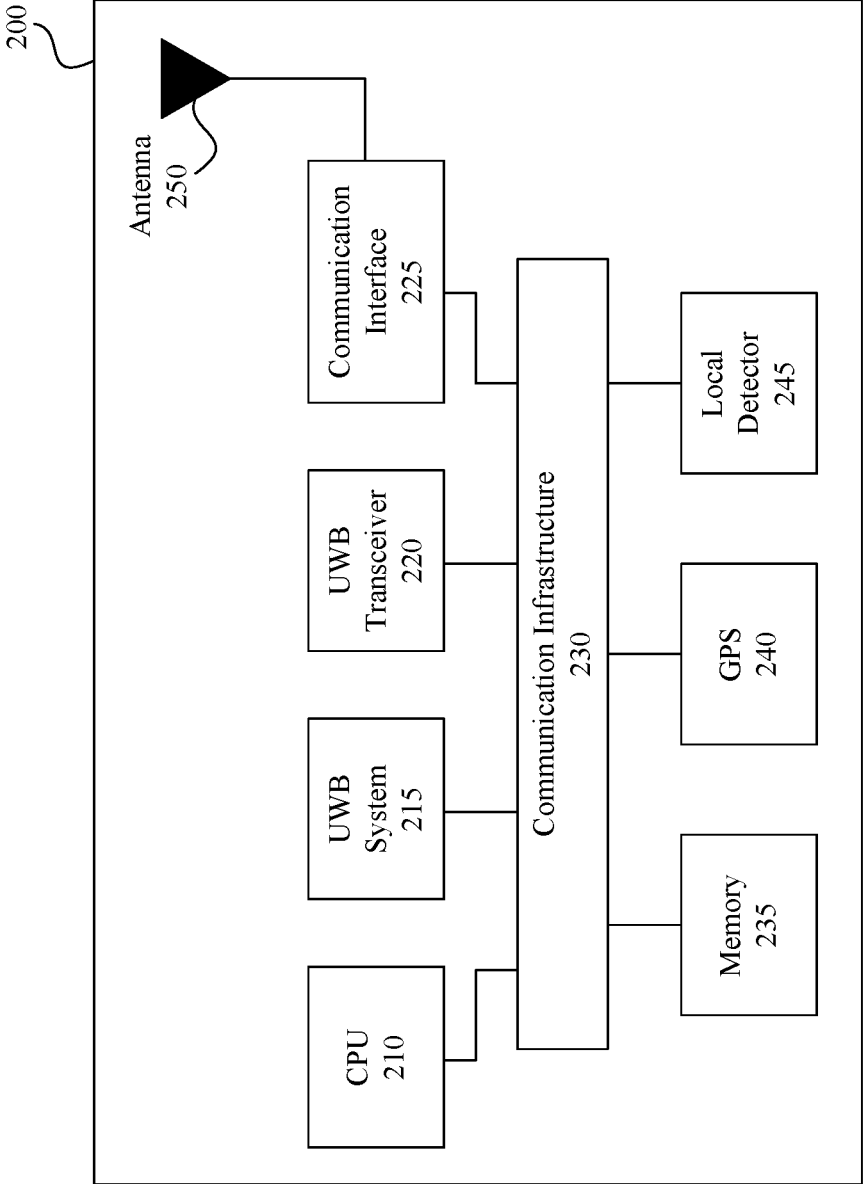 200
Antenna
250
CPU
210
UWB
System
215
UWB
Transceiver
220
Communication
Interface
225
Communication Infrastructure
230
Memory
235
GPS
240
Local
Detector
245